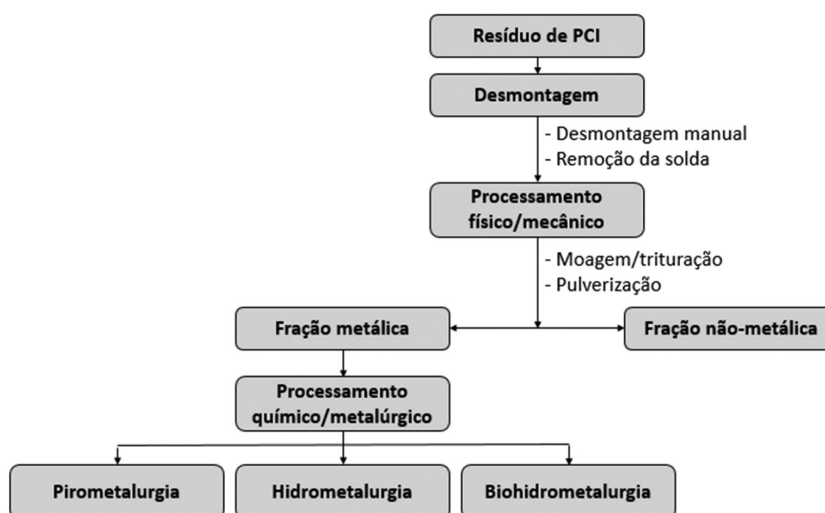 Resíduo de PCI
Desmontagem
- Desmontagem manual
- Remoção da solda
Processamento
físico/mecânico
- Moagem/trituração
- Pulverização
Fração metálica
Fração não-metálica
Processamento
químico/metalúrgico
Pirometalurgia
Hidrometalurgia
Biohidrometalurgia